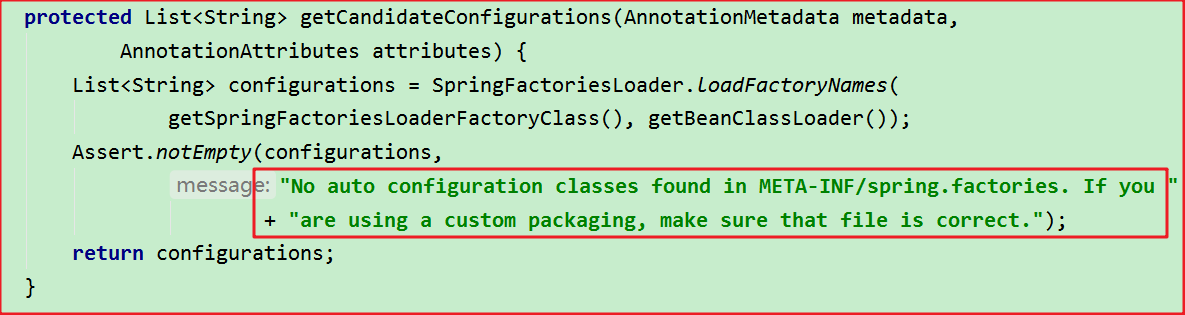 protected List<String> getCandidateConfigurations(AnnotationMetadata metadata,
AnnotationAttributes attributes) {
List<String> configurations = SpringFactoriesLoader.loadFactoryNames(
getSpringFactoriesLoaderFactoryClass(), getBeanClassLoader());
Assert.notEmpty(configurations,
message: "No auto configuration classes found in META-INF/spring.factories. If you "
+ "are using a custom packaging, make sure that file is correct.");
return configurations;
}